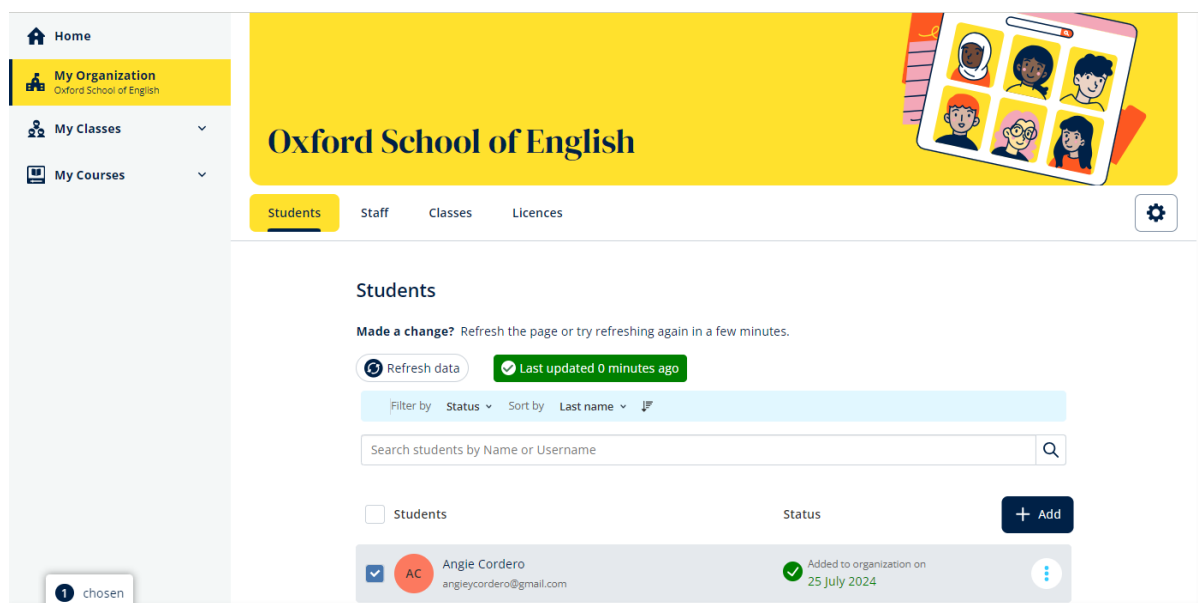 Home
My Organization
Oxford School of English
My Classes
My Courses
Oxford School of English
Students Staff Classes Licences
Students
Made a change? Refresh the page or try refreshing again in a few minutes.
Refresh data Last updated 0 minutes ago
Filter by Status Sort by Last name
Search students by Name or Username
Students Status + Add
AC Angie Cordero Added to organization on
angieycordero@gmail.com 25 July 2024
1 chosen